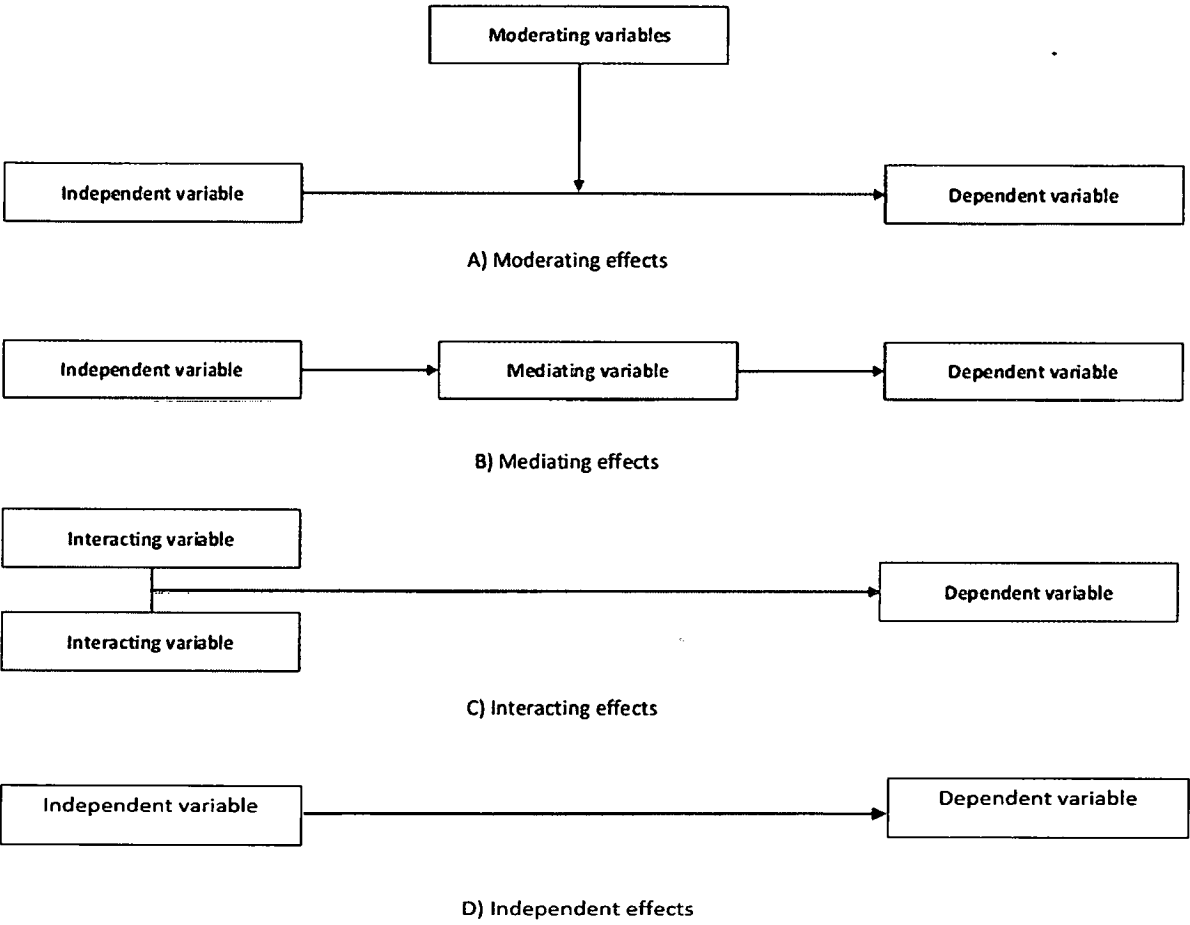 Moderating variables
Independent variable
Dependent variable
A) Moderating effects
Independent variable
Mediating variable
Dependent variable
B) Mediating effects
Interacting variable
Dependent variable
Interacting variable
C) Interacting effects
Independent variable
Dependent variable
D) Independent effects